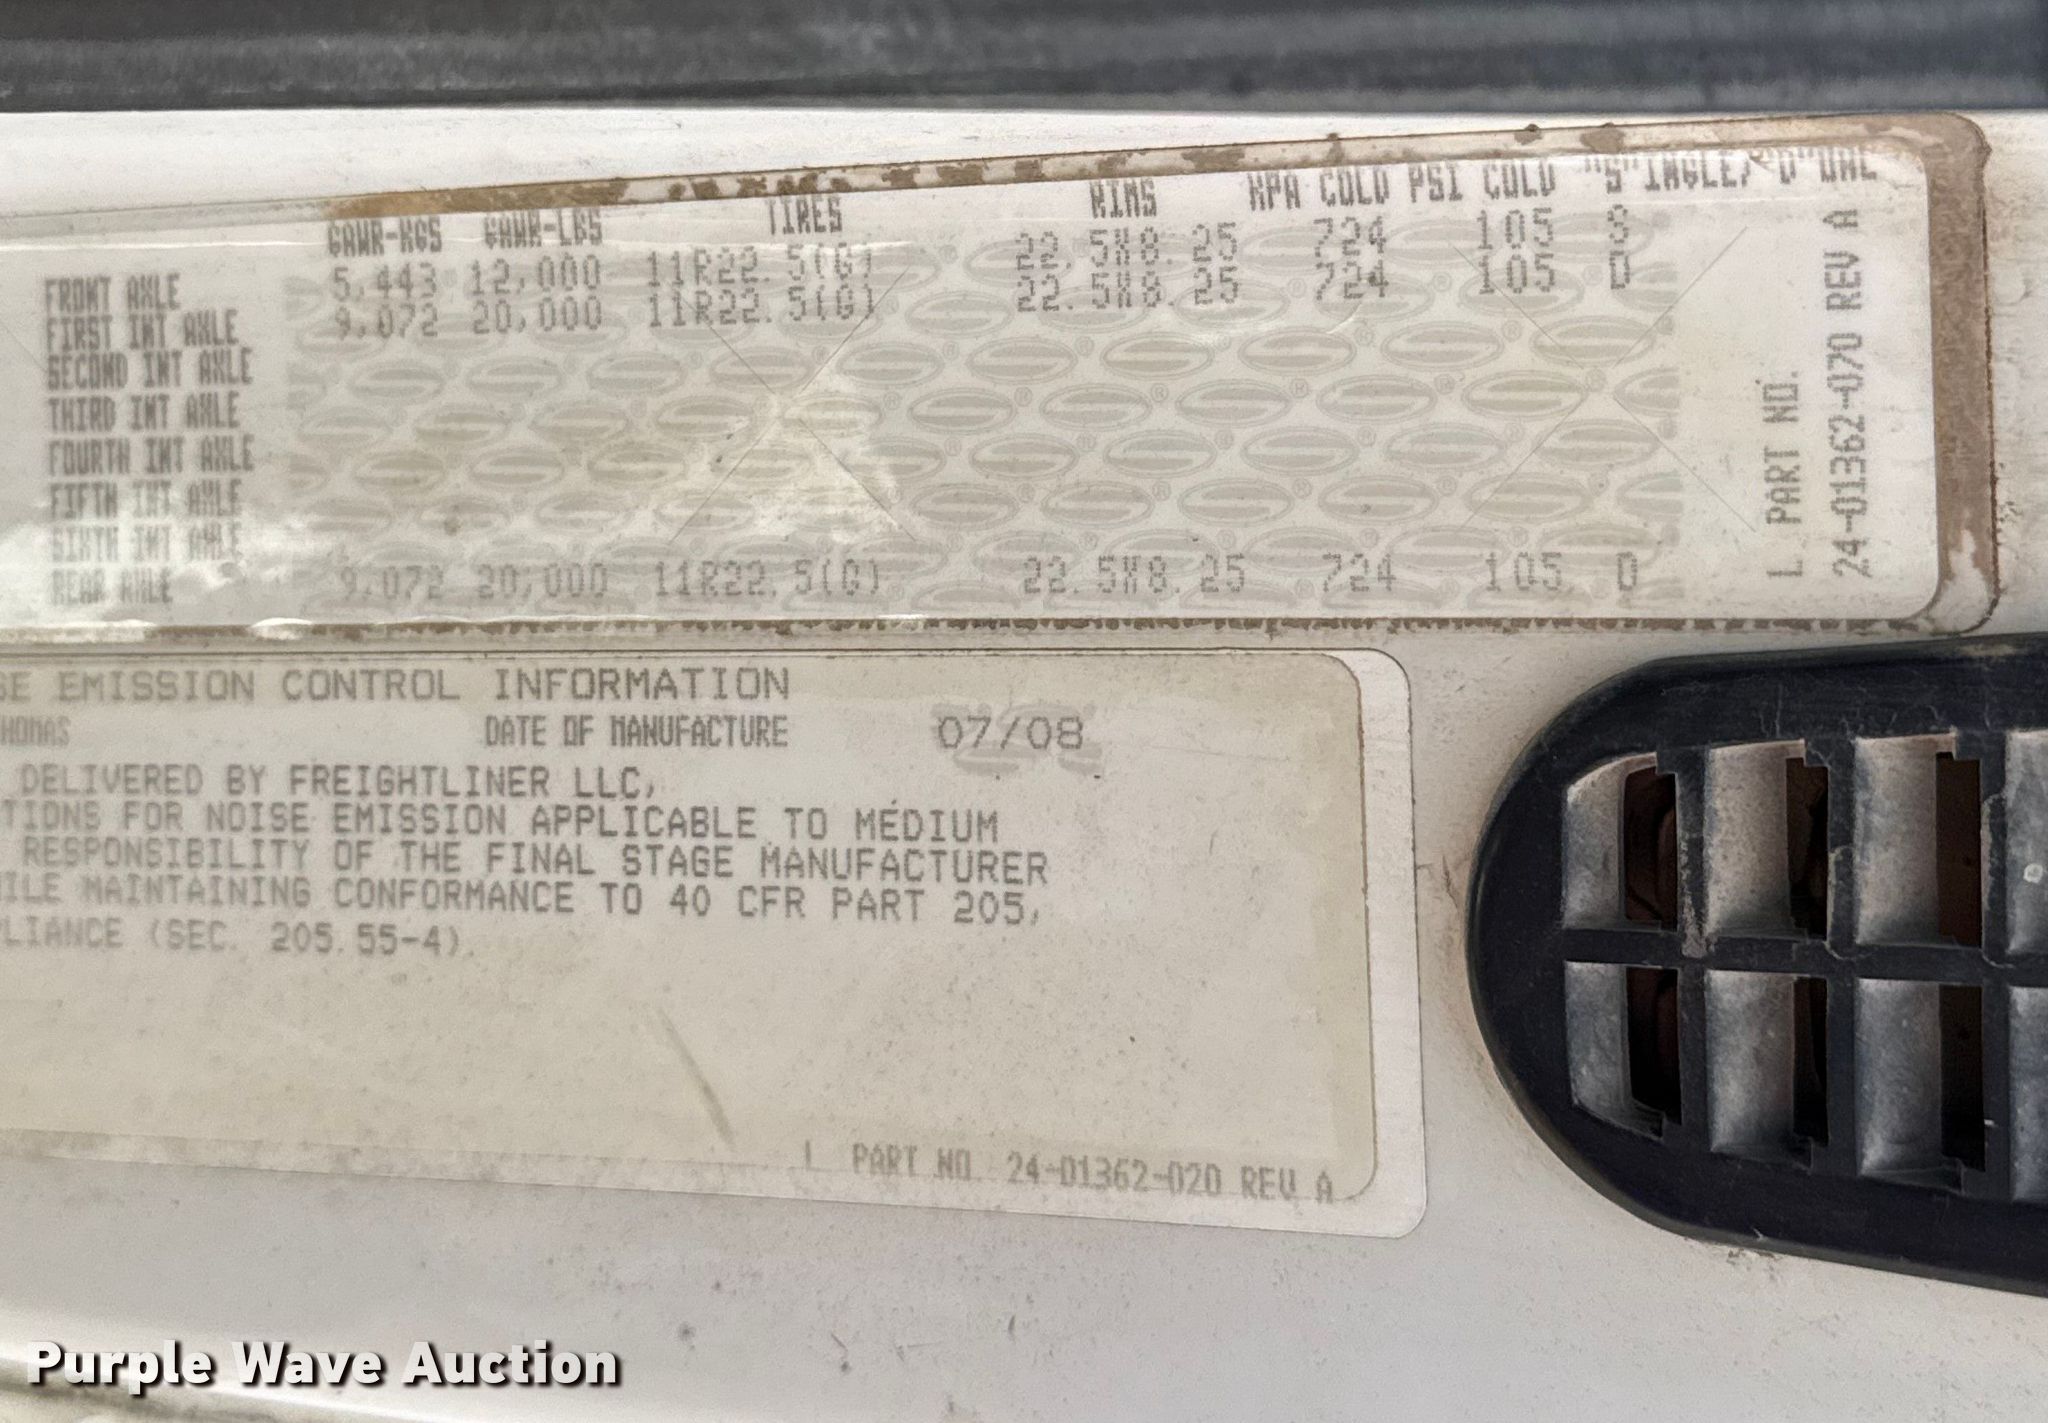 GAWR-KGS GAWR-LBS TIRES RIMS KPA COLD PSI COLD "S"INGLE/"D"UAL
FRONT AXLE 5,443 12,000 11R22.5(G) 22.5X8.25 724 105 S
FIRST INT AXLE 9,072 20,000 11R22.5(G) 22.5X8.25 724 105 D
SECOND INT AXLE
THIRD INT AXLE
FOURTH INT AXLE
FIFTH INT AXLE
SIXTH INT AXLE
REAR AXLE 9,072 20,000 11R22.5(G) 22.5X8.25 724 105 D
L PART NO.
24-01362-070 REV A
SE EMISSION CONTROL INFORMATION
HOMAS DATE OF MANUFACTURE 07/08
DELIVERED BY FREIGHTLINER LLC,
TIONS FOR NOISE EMISSION APPLICABLE TO MEDIUM
RESPONSIBILITY OF THE FINAL STAGE MANUFACTURER
HILE MAINTAINING CONFORMANCE TO 40 CFR PART 205,
PLIANCE (SEC. 205.55-4).
L PART NO 24-01362-020 REV A
Purple Wave Auction